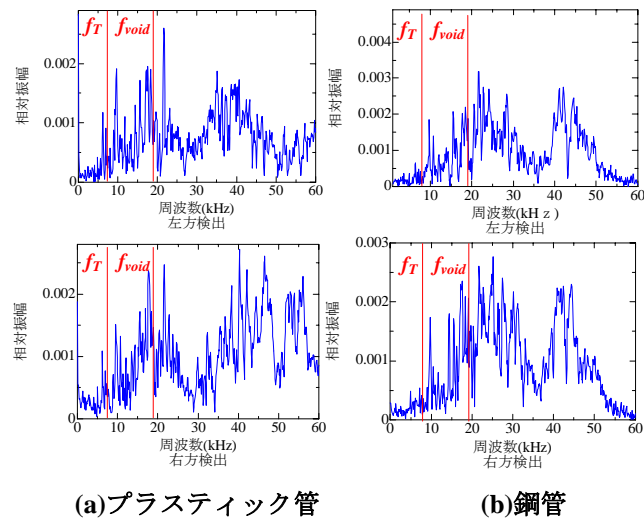 f_T f_void
0.002
0.001
0
相対振幅
0 10 20 30 40 50 60
周波数(kHz)
左方検出
f_T f_void
0.004
0.003
0.002
0.001
0
相対振幅
10 20 30 40 50 60
周波数(kH z )
左方検出
f_T f_void
0.002
0.001
0
相対振幅
0 10 20 30 40 50 60
周波数(kHz)
右方検出
f_T f_void
0.003
0.002
0.001
0
相対振幅
0 10 20 30 40 50 60
周波数(kHz)
右方検出
(a)プラスティック管
(b)鋼管